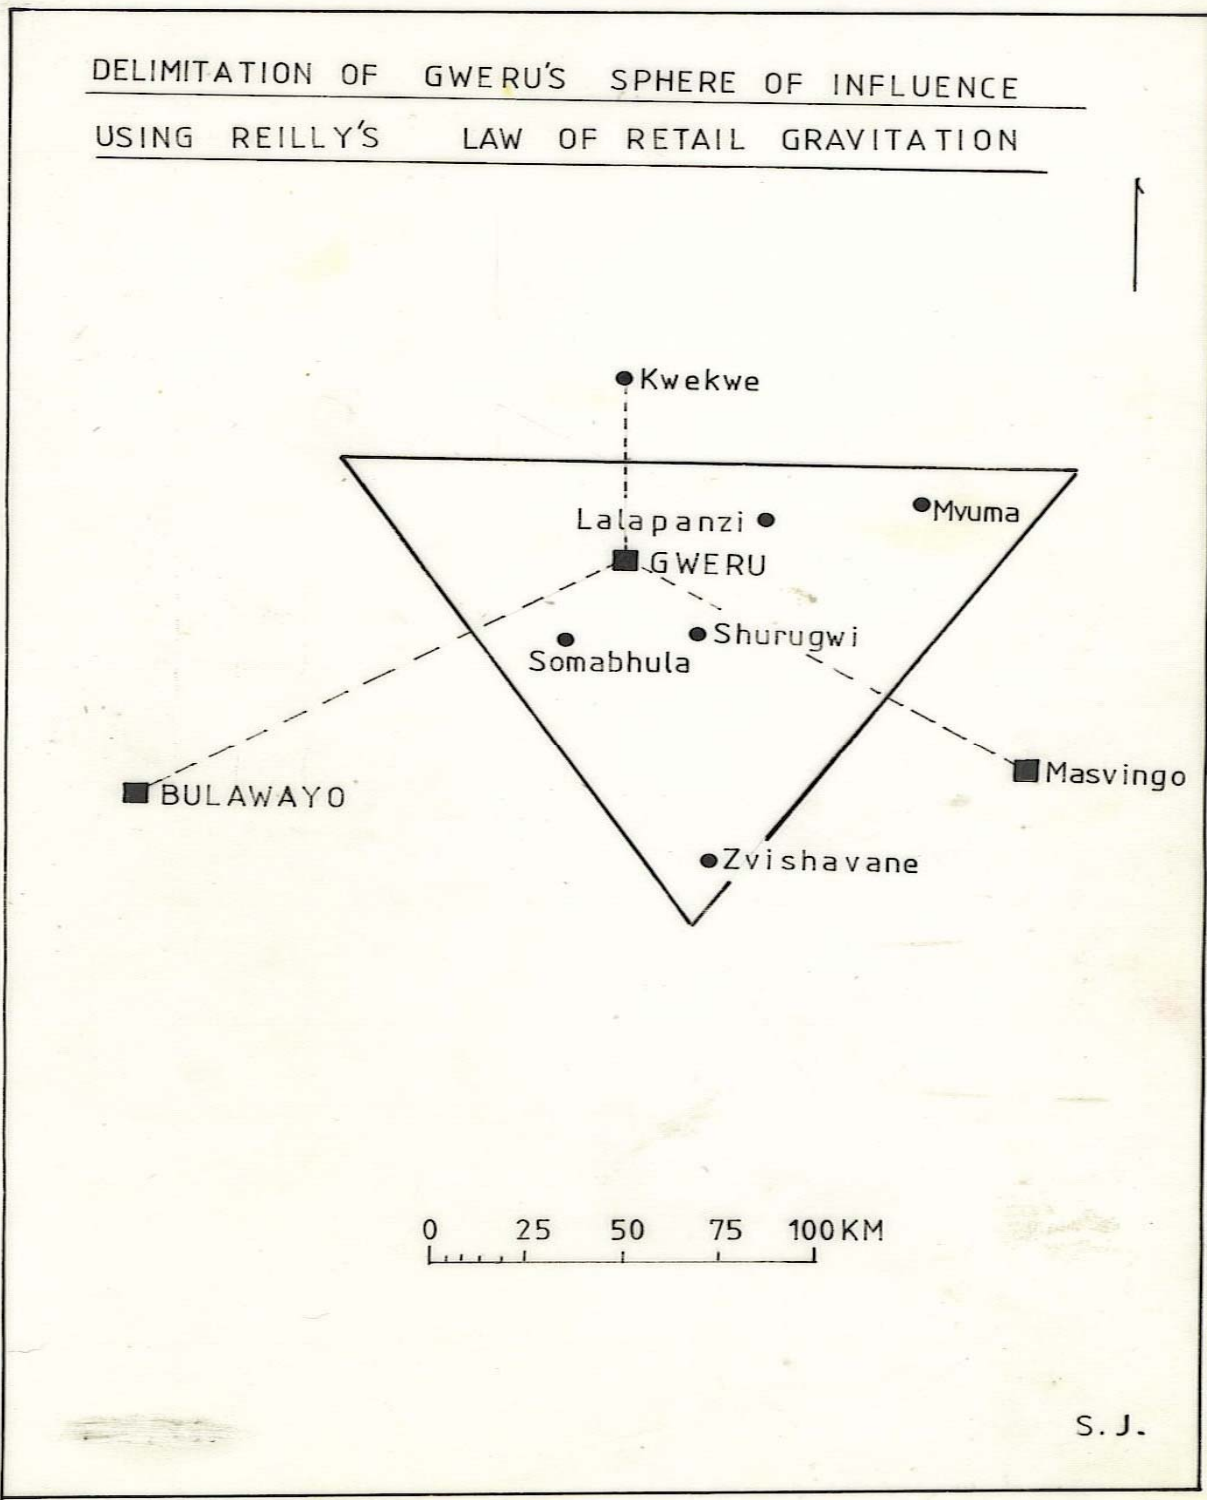 DELIMITATION OF GWERU'S SPHERE OF INFLUENCE
USING REILLY'S LAW OF RETAIL GRAVITATION
Kwekwe
Lalapanzi
Mvuma
GWERU
Shurugwi
Somabhula
Masvingo
BULAWAYO
Zvishavane
0 25 50 75 100KM
S.J.